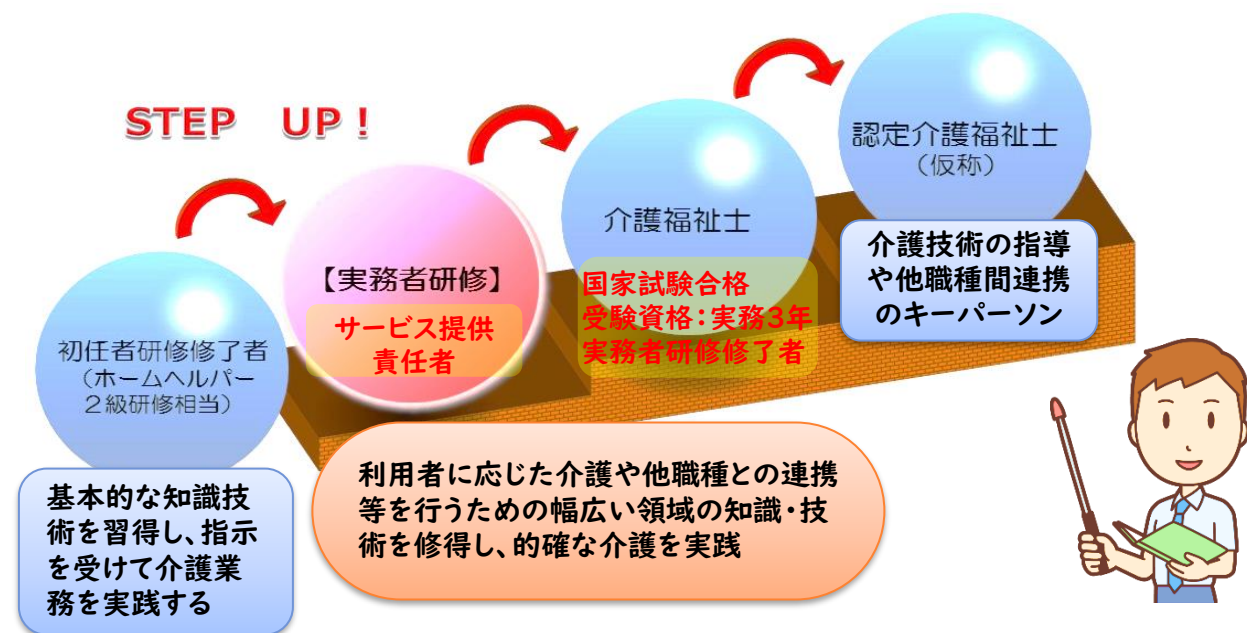 STEP UP!
初任者研修修了者
(ホームヘルパー
2級研修相当)
基本的な知識技
術を習得し、指示
を受けて介護業
務を実践する
【実務者研修】
サービス提供
責任者
利用者に応じた介護や他職種との連携
等を行うための幅広い領域の知識・技
術を修得し、的確な介護を実践
介護福祉士
国家試験合格
受験資格:実務3年
実務者研修修了者
認定介護福祉士
(仮称)
介護技術の指導
や他職種間連携
のキーパーソン